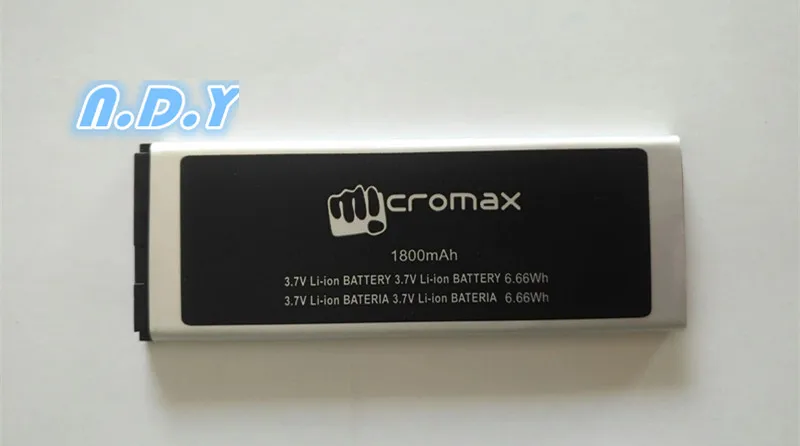 n.D.Y
micromax
1800mAh
3.7V Li-ion BATTERY 3.7V Li-ion BATTERY 6.66Wh
3.7V Li-ion BATERIA 3.7V Li-ion BATERIA 6.66Wh